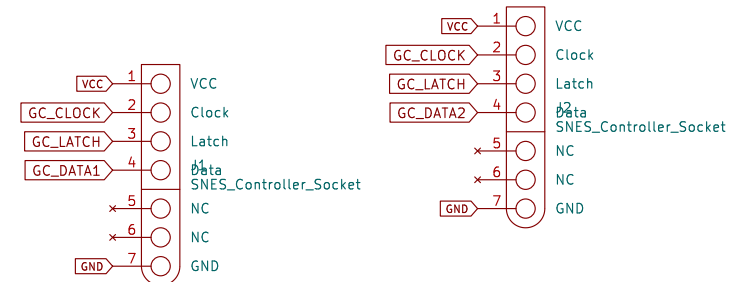 VCC 1 VCC
GC_CLOCK 2 Clock
GC_LATCH 3 Latch
GC_DATA1 4 Data
J1
SNES_Controller_Socket
5 NC
6 NC
GND 7 GND
VCC 1 VCC
GC_CLOCK 2 Clock
GC_LATCH 3 Latch
GC_DATA2 4 Data
J2
SNES_Controller_Socket
5 NC
6 NC
GND 7 GND